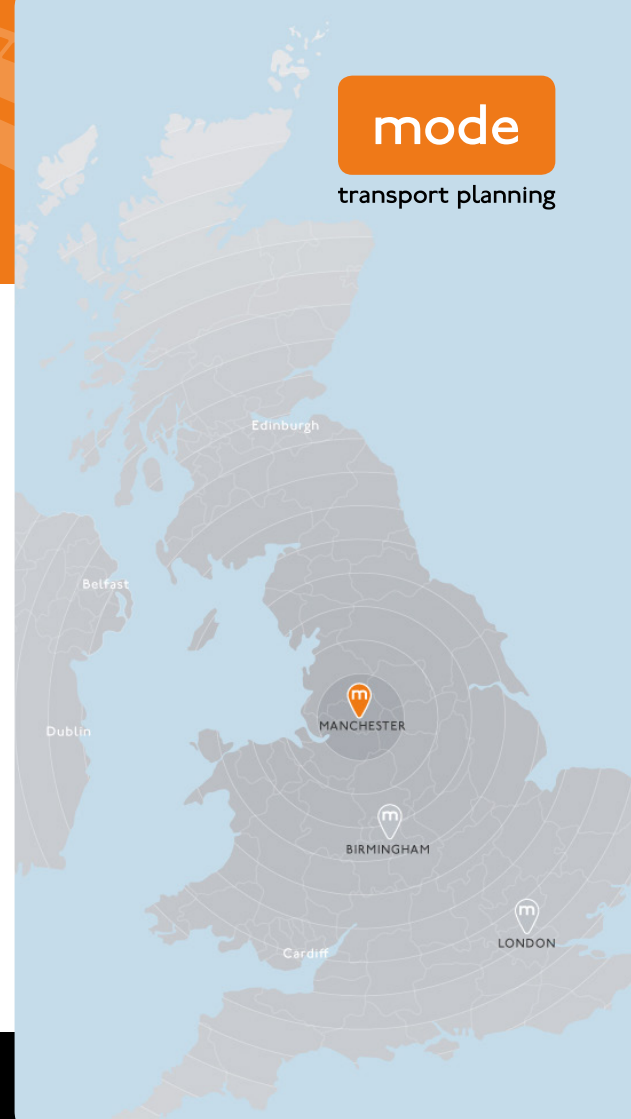 mode
transport planning
Edinburgh
Belfast
m
MANCHESTER
Dublin
m
BIRMINGHAM
m
LONDON
Cardiff